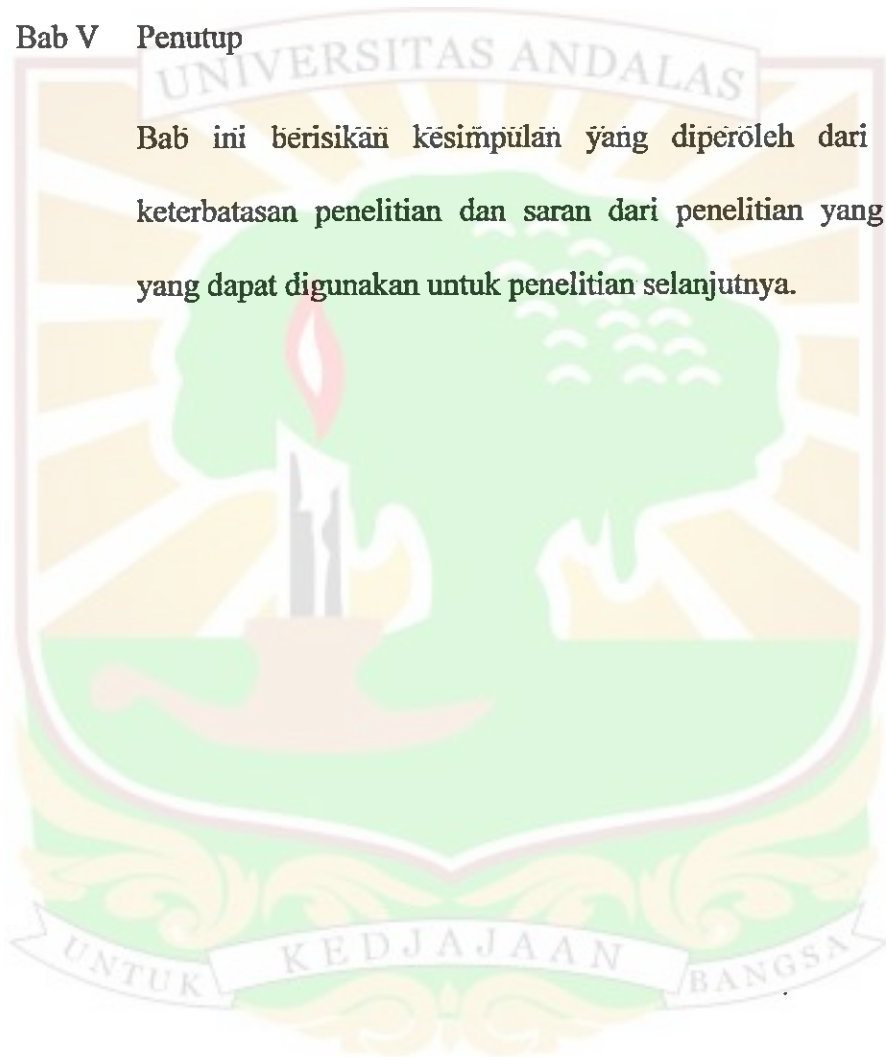 Bab V Penutup
UNIVERSITAS ANDALAS
Bab ini berisikan kesimpulan yang diperoleh dari
keterbatasan penelitian dan saran dari penelitian yang
yang dapat digunakan untuk penelitian selanjutnya.
UNTUK KEDJAJAAN BANGSA